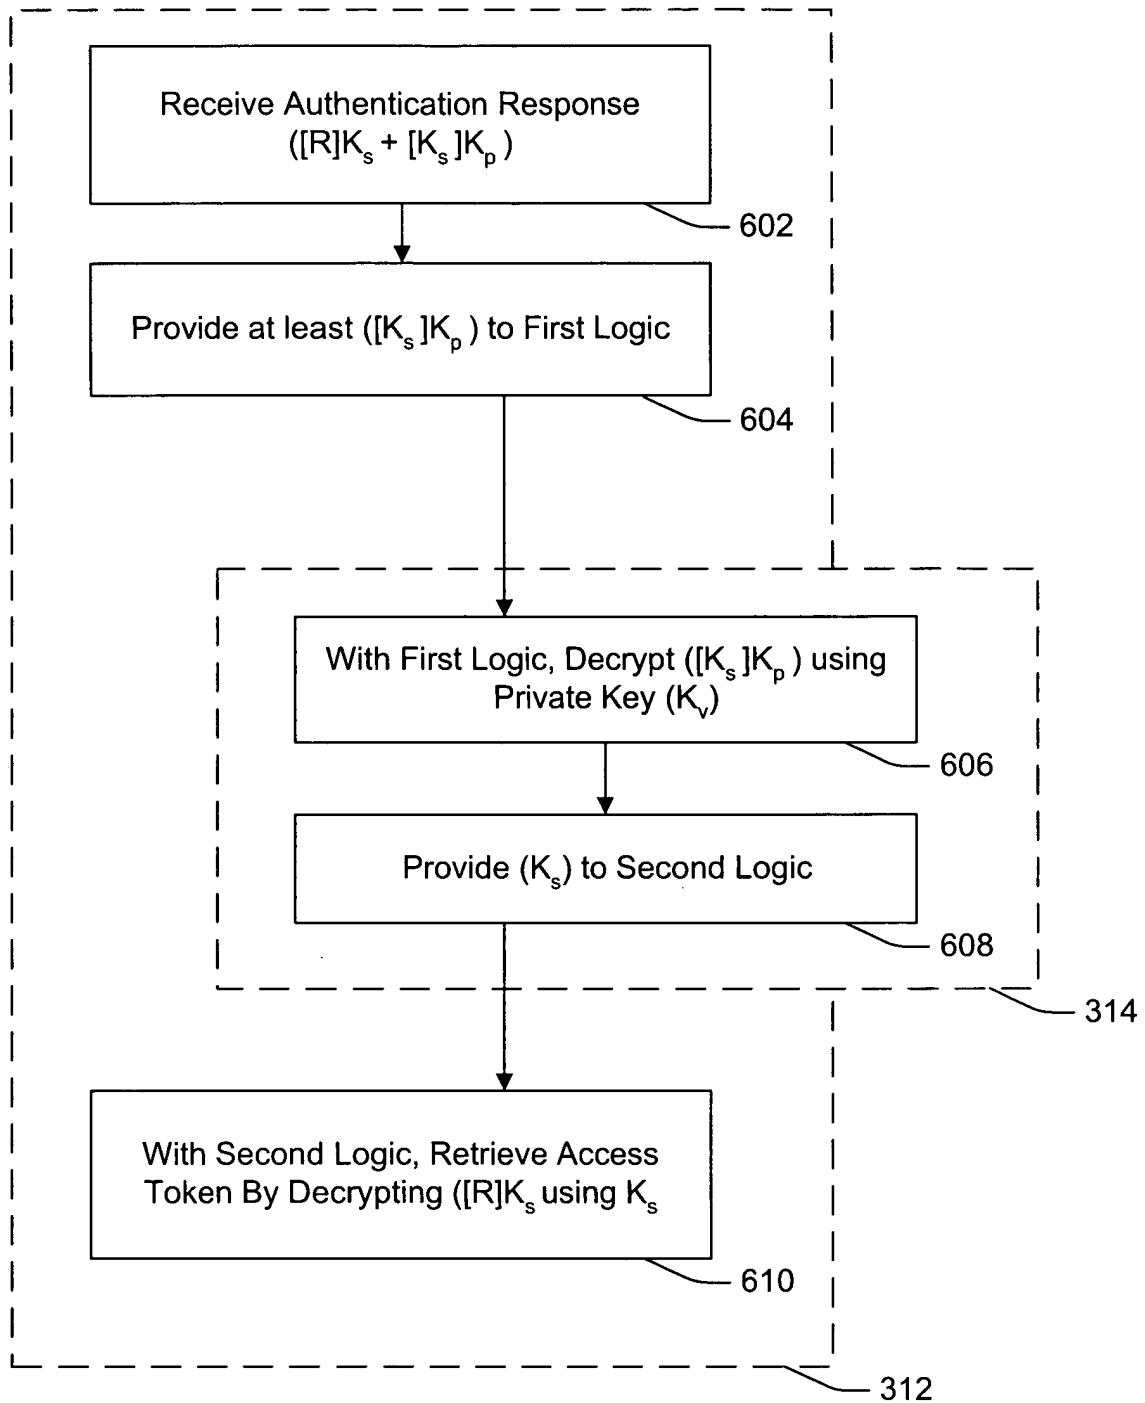 Receive Authentication Response
([R]Ks + [Ks]Kp)
602
Provide at least ([Ks]Kp) to First Logic
604
With First Logic, Decrypt ([Ks]Kp) using
Private Key (Kv)
606
Provide (Ks) to Second Logic
608
314
With Second Logic, Retrieve Access
Token By Decrypting ([R]Ks using Ks
610
312